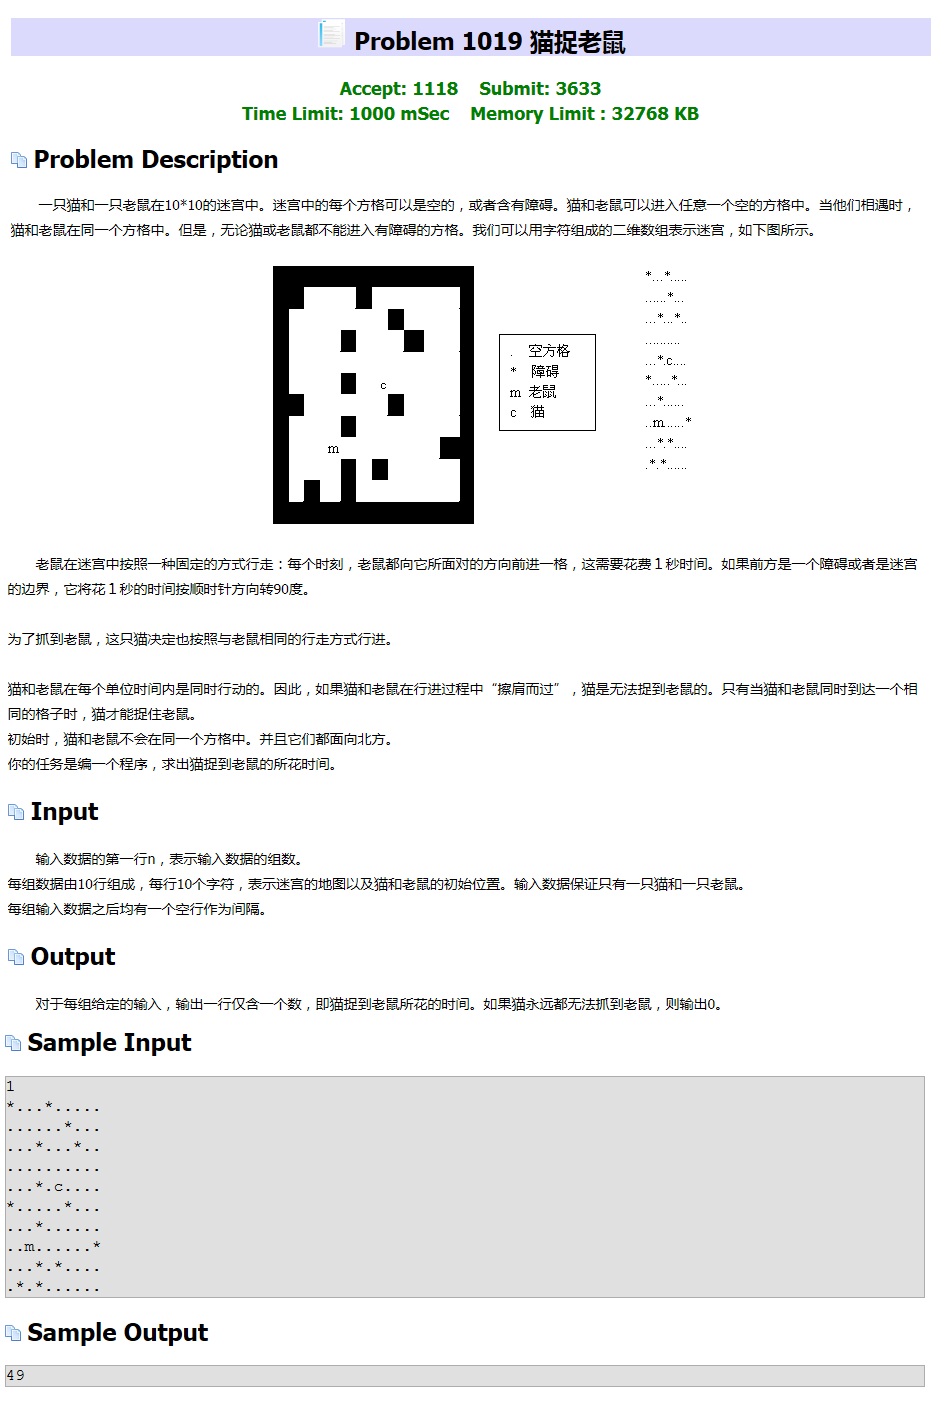 Problem 1019 猫捉老鼠
Accept: 1118 Submit: 3633
Time Limit: 1000 mSec Memory Limit : 32768 KB
Problem Description
一只猫和一只老鼠在10*10的迷宫中。迷宫中的每个方格可以是空的，或者含有障碍。猫和老鼠可以进入任意一个空的方格中。当他们相遇时，
猫和老鼠在同一个方格中。但是，无论猫或老鼠都不能进入有障碍的方格。我们可以用字符组成的二维数组表示迷宫，如下图所示。
c
m
. 空方格
* 障碍
m 老鼠
c 猫
*...*.....
......*...
...*...*..
..........
...*.c....
*.....*...
...*......
..m......*
...*.*....
.*.*......
老鼠在迷宫中按照一种固定的方式行走：每个时刻，老鼠都向它所面对的方向前进一格，这需要花费１秒时间。如果前方是一个障碍或者是迷宫
的边界，它将花１秒的时间按顺时针方向转90度。
为了抓到老鼠，这只猫决定也按照与老鼠相同的行走方式行进。
猫和老鼠在每个单位时间内是同时行动的。因此，如果猫和老鼠在行进过程中“擦肩而过”，猫是无法捉到老鼠的。只有当猫和老鼠同时到达一个相
同的格子时，猫才能捉住老鼠。
初始时，猫和老鼠不会在同一个方格中。并且它们都面向北方。
你的任务是编一个程序，求出猫捉到老鼠的所花时间。
Input
输入数据的第一行n，表示输入数据的组数。
每组数据由10行组成，每行10个字符，表示迷宫的地图以及猫和老鼠的初始位置。输入数据保证只有一只猫和一只老鼠。
每组输入数据之后均有一个空行作为间隔。
Output
对于每组给定的输入，输出一行仅含一个数，即猫捉到老鼠所花的时间。如果猫永远都无法抓到老鼠，则输出0。
Sample Input
1
*...*.....
......*...
...*...*..
..........
...*.c....
*.....*...
...*......
..m......*
...*.*....
.*.*......
Sample Output
49